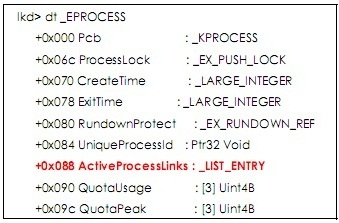 lkd> dt _EPROCESS
+0x000 Pcb : _KPROCESS
+0x06c ProcessLock : _EX_PUSH_LOCK
+0x070 CreateTime : _LARGE_INTEGER
+0x078 ExitTime : _LARGE_INTEGER
+0x080 RundownProtect : _EX_RUNDOWN_REF
+0x084 UniqueProcessId : Ptr32 Void
+0x088 ActiveProcessLinks : _LIST_ENTRY
+0x090 QuotaUsage : [3] Uint4B
+0x09c QuotaPeak : [3] Uint4B